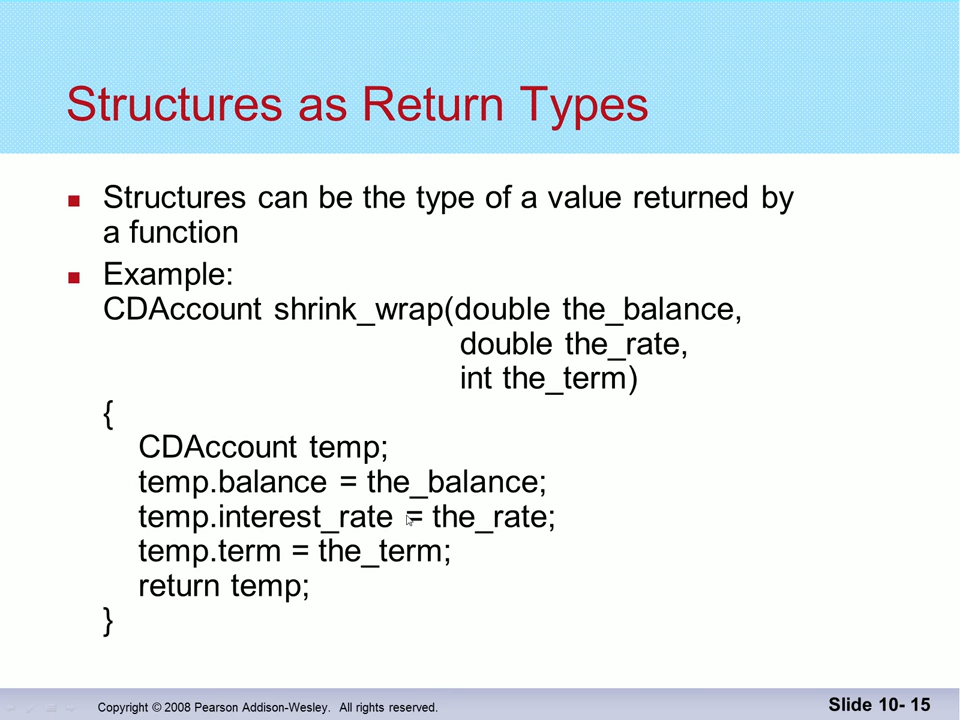 Structures as Return Types
Structures can be the type of a value returned by
a function
Example:
CDAccount shrink_wrap(double the_balance,
double the_rate,
int the_term)
{
CDAccount temp;
temp.balance = the_balance;
temp.interest_rate = the_rate;
temp.term = the_term;
return temp;
}
Copyright © 2008 Pearson Addison-Wesley. All rights reserved.
Slide 10- 15